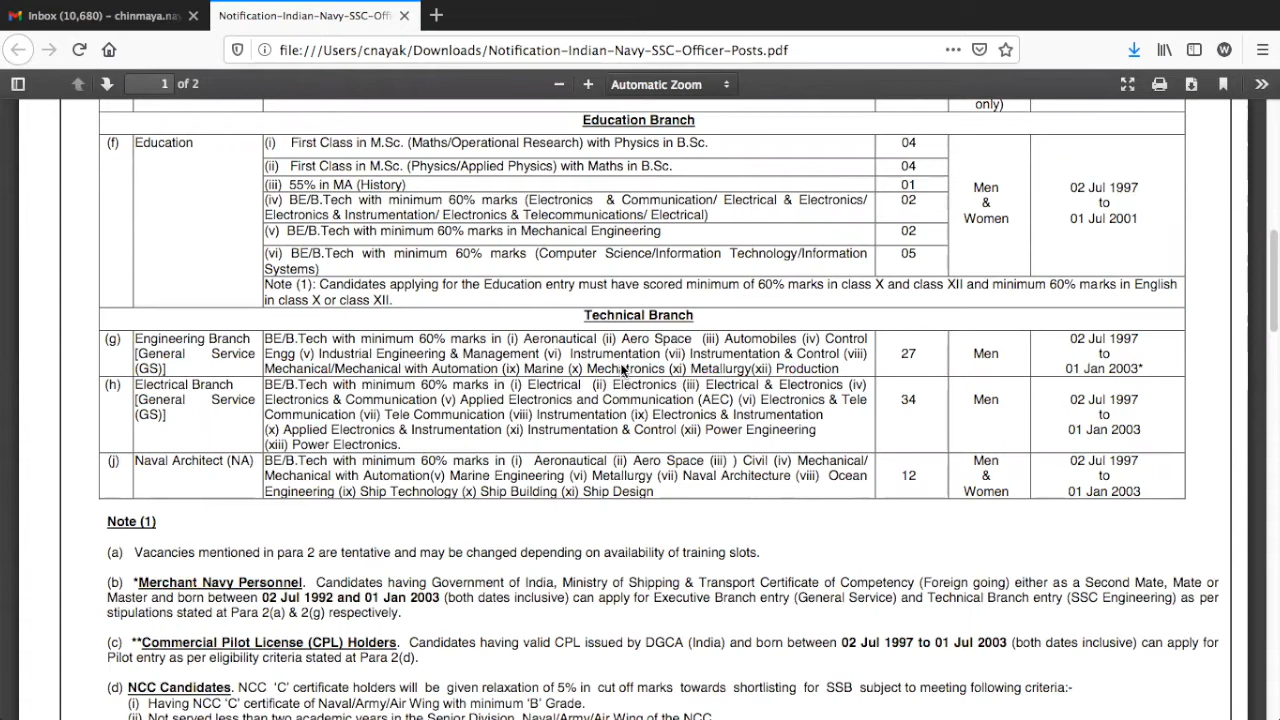 Inbox (10,680) – chinmaya.nay
Notification-Indian-Navy-SSC-Offi
file:///Users/cnayak/Downloads/Notification-Indian-Navy-SSC-Officer-Posts.pdf
W
1 of 2
Automatic Zoom
only)
Education Branch
(f) Education (i) First Class in M.Sc. (Maths/Operational Research) with Physics in B.Sc. 04
(ii) First Class in M.Sc. (Physics/Applied Physics) with Maths in B.Sc. 04
(iii) 55% in MA (History) 01
(iv) BE/B.Tech with minimum 60% marks (Electronics & Communication/ Electrical & Electronics/ 02
Electronics & Instrumentation/ Electronics & Telecommunications/ Electrical)
(v) BE/B.Tech with minimum 60% marks in Mechanical Engineering 02
(vi) BE/B.Tech with minimum 60% marks (Computer Science/Information Technology/Information 05
Systems)
Men
&
Women
02 Jul 1997
to
01 Jul 2001
Note (1): Candidates applying for the Education entry must have scored minimum of 60% marks in class X and class XII and minimum 60% marks in English
in class X or class XII.
Technical Branch
(g) Engineering Branch BE/B.Tech with minimum 60% marks in (i) Aeronautical (ii) Aero Space (iii) Automobiles (iv) Control 02 Jul 1997
[General Service Engg (v) Industrial Engineering & Management (vi) Instrumentation (vii) Instrumentation & Control (viii) 27 Men to
(GS)] Mechanical/Mechanical with Automation (ix) Marine (x) Mechatronics (xi) Metallurgy(xii) Production 01 Jan 2003*
(h) Electrical Branch BE/B.Tech with minimum 60% marks in (i) Electrical (ii) Electronics (iii) Electrical & Electronics (iv)
[General Service Electronics & Communication (v) Applied Electronics and Communication (AEC) (vi) Electronics & Tele 34 Men 02 Jul 1997
(GS)] Communication (vii) Tele Communication (viii) Instrumentation (ix) Electronics & Instrumentation to
(x) Applied Electronics & Instrumentation (xi) Instrumentation & Control (xii) Power Engineering 01 Jan 2003
(xiii) Power Electronics.
(j) Naval Architect (NA) BE/B.Tech with minimum 60% marks in (i) Aeronautical (ii) Aero Space (iii) ) Civil (iv) Mechanical/ Men 02 Jul 1997
Mechanical with Automation(v) Marine Engineering (vi) Metallurgy (vii) Naval Architecture (viii) Ocean 12 & to
Engineering (ix) Ship Technology (x) Ship Building (xi) Ship Design Women 01 Jan 2003
Note (1)
(a) Vacancies mentioned in para 2 are tentative and may be changed depending on availability of training slots.
(b) *Merchant Navy Personnel. Candidates having Government of India, Ministry of Shipping & Transport Certificate of Competency (Foreign going) either as a Second Mate, Mate or
Master and born between 02 Jul 1992 and 01 Jan 2003 (both dates inclusive) can apply for Executive Branch entry (General Service) and Technical Branch entry (SSC Engineering) as per
stipulations stated at Para 2(a) & 2(g) respectively.
(c) **Commercial Pilot License (CPL) Holders. Candidates having valid CPL issued by DGCA (India) and born between 02 Jul 1997 to 01 Jul 2003 (both dates inclusive) can apply for
Pilot entry as per eligibility criteria stated at Para 2(d).
(d) NCC Candidates. NCC 'C' certificate holders will be given relaxation of 5% in cut off marks towards shortlisting for SSB subject to meeting following criteria:-
(i) Having NCC 'C' certificate of Naval/Army/Air Wing with minimum 'B' Grade.
(ii) Not served less than two academic years in the Senior Division, Naval/Army/Air Wing of the NCC.